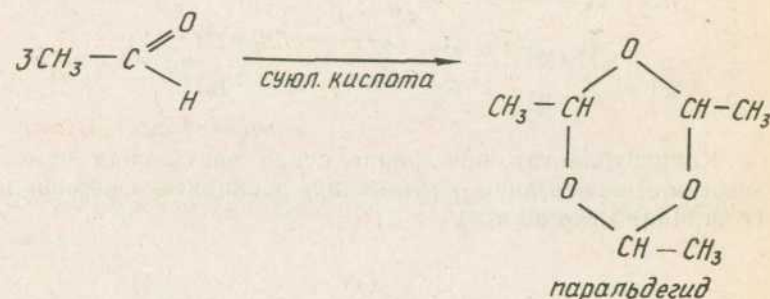 3CH₃ — C
O
H
суюл. кислота
O
CH₃ — CH
CH — CH₃
O
O
CH — CH₃
паральдегид